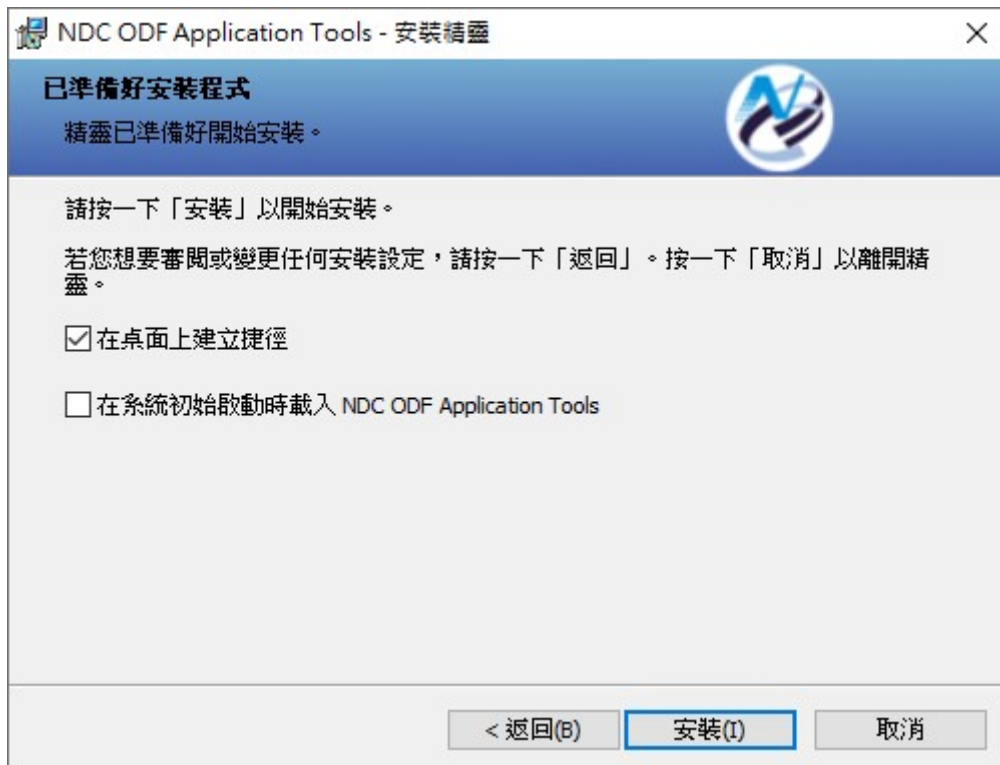 NDC ODF Application Tools - 安裝精靈
已準備好安裝程式
精靈已準備好開始安裝。
請按一下「安裝」以開始安裝。
若您想要審閱或變更任何安裝設定，請按一下「返回」。按一下「取消」以離開精
靈。
在桌面上建立捷徑
在系統初始啟動時載入 NDC ODF Application Tools
< 返回(B) 安裝(I) 取消